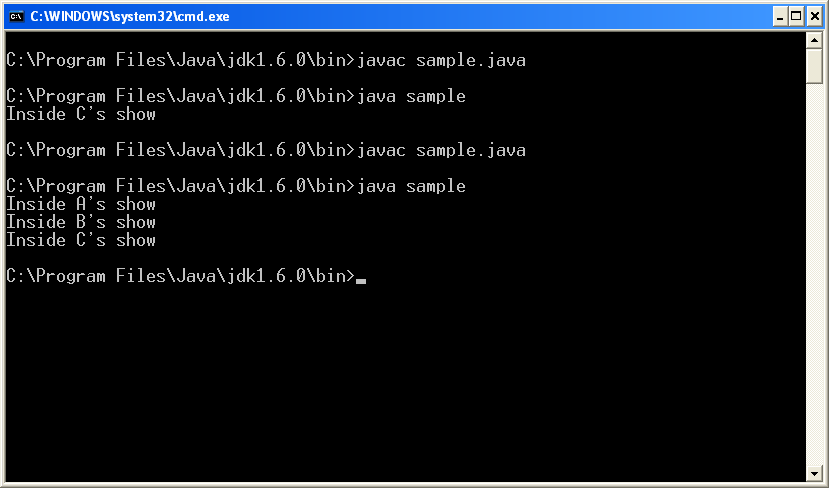 C:\WINDOWS\system32\cmd.exe
C:\Program Files\Java\jdk1.6.0\bin>javac sample.java
C:\Program Files\Java\jdk1.6.0\bin>java sample
Inside C's show
C:\Program Files\Java\jdk1.6.0\bin>javac sample.java
C:\Program Files\Java\jdk1.6.0\bin>java sample
Inside A's show
Inside B's show
Inside C's show
C:\Program Files\Java\jdk1.6.0\bin>